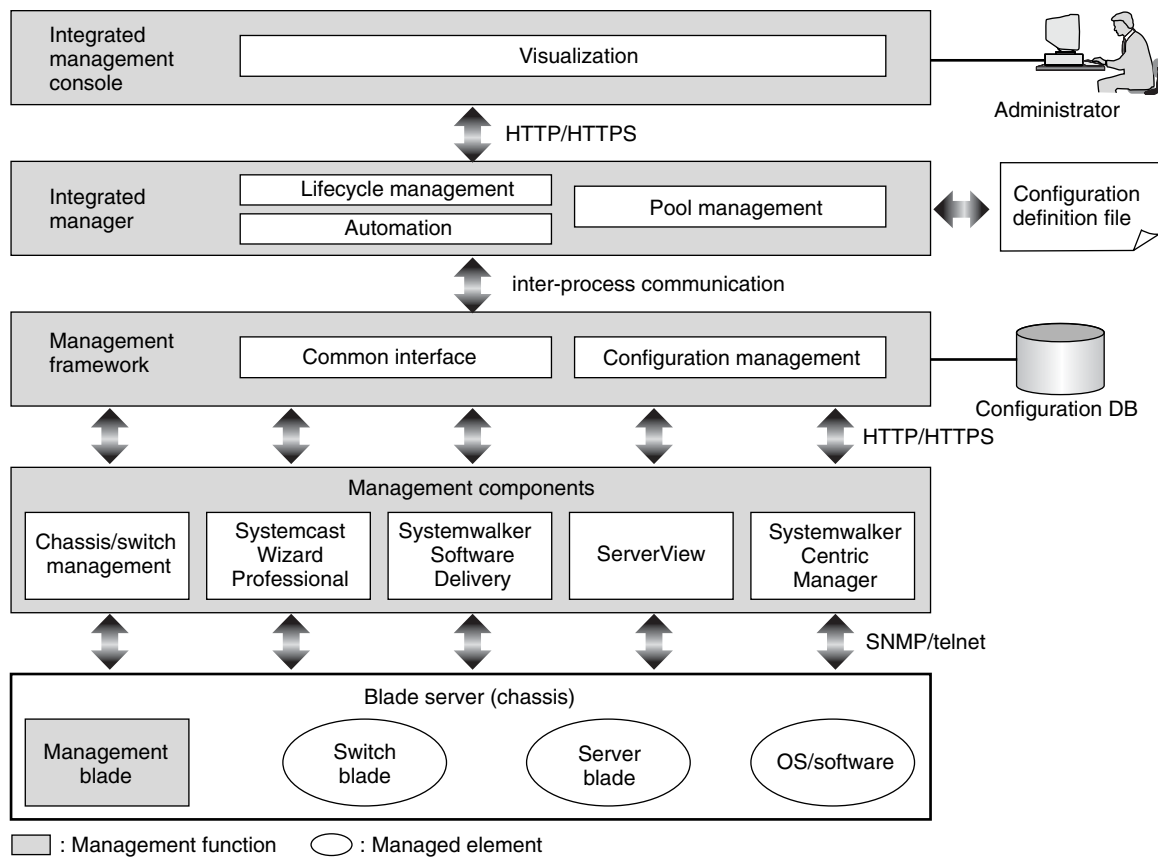 Integrated
management
console
Visualization
Administrator
HTTP/HTTPS
Integrated
manager
Lifecycle management
Automation
Pool management
Configuration
definition file
inter-process communication
Management
framework
Common interface
Configuration management
Configuration DB
HTTP/HTTPS
Management components
Chassis/switch
management
Systemcast
Wizard
Professional
Systemwalker
Software
Delivery
ServerView
Systemwalker
Centric
Manager
SNMP/telnet
Blade server (chassis)
Management
blade
Switch
blade
Server
blade
OS/software
: Management function
: Managed element